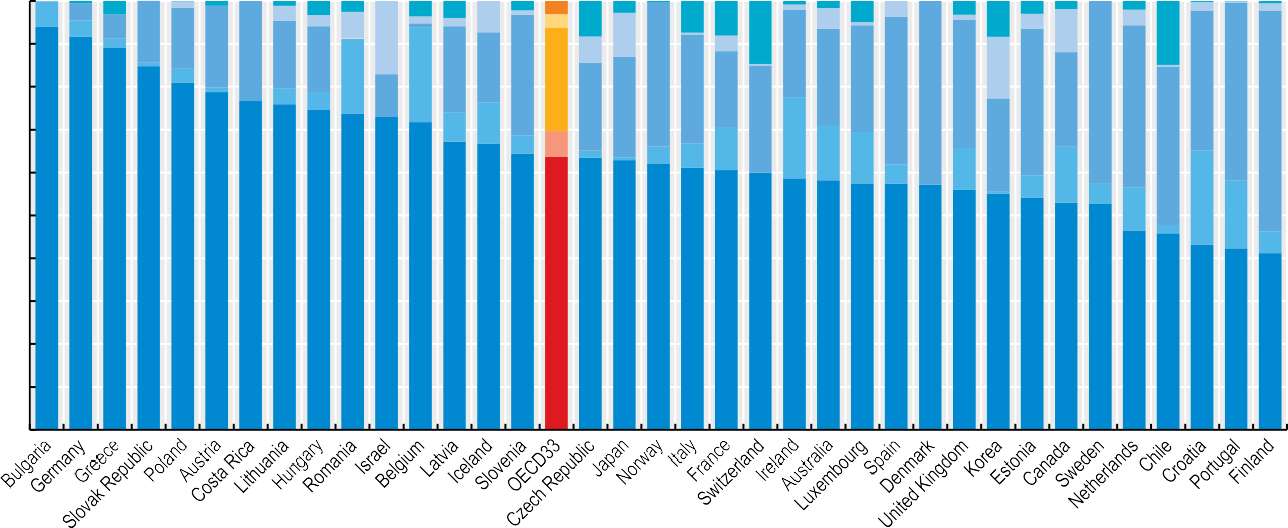 Bulgaria
Germany
Greece
Slovak Republic
Poland
Austria
Costa Rica
Lithuania
Hungary
Romania
Israel
Belgium
Latvia
Iceland
Slovenia
OECD33
Czech Republic
Japan
Norway
Italy
France
Switzerland
Ireland
Australia
Luxembourg
Spain
Denmark
United Kingdom
Korea
Estonia
Canada
Sweden
Netherlands
Chile
Croatia
Portugal
Finland